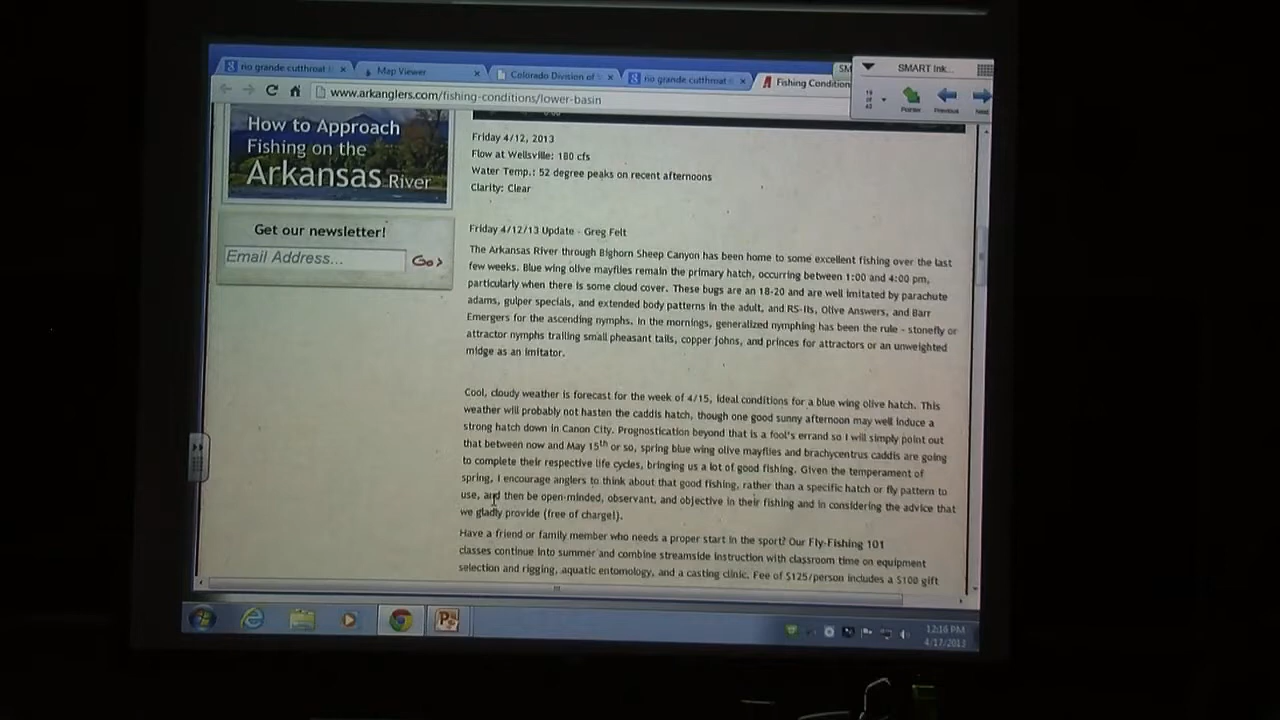 rio grande cutthroat
Map Viewer
Colorado Division of
rio grande cutthroat
Fishing Condition
SM
SMART Ink...
www.arkanglers.com/fishing-conditions/lower-basin
Pointer
Previous
How to Approach
Fishing on the
Arkansas River
Get our newsletter!
Email Address...
Go>
Friday 4/12, 2013
Flow at Wellsville: 180 cfs
Water Temp.: 52 degree peaks on recent afternoons
Clarity: Clear
Friday 4/12/13 Update - Greg Felt
The Arkansas River through Bighorn Sheep Canyon has been home to some excellent fishing over the last
few weeks. Blue wing olive mayflies remain the primary hatch, occurring between 1:00 and 4:00 pm,
particularly when there is some cloud cover. These bugs are an 18-20 and are well imitated by parachute
adams, gulper specials, and extended body patterns in the adult, and RS-IIs, Olive Answers, and Barr
Emergers for the ascending nymphs. In the mornings, generalized nymphing has been the rule - stonefly or
attractor nymphs trailing small pheasant tails, copper johns, and princes for attractors or an unweighted
midge as an imitator.
Cool, cloudy weather is forecast for the week of 4/15, ideal conditions for a blue wing olive hatch. This
weather will probably not hasten the caddis hatch, though one good sunny afternoon may well induce a
strong hatch down in Canon City. Prognostication beyond that is a fool's errand so I will simply point out
that between now and May 15th or so, spring blue wing olive mayflies and brachycentrus caddis are going
to complete their respective life cycles, bringing us a lot of good fishing. Given the temperament of
spring, I encourage anglers to think about that good fishing, rather than a specific hatch or fly pattern to
use, and then be open-minded, observant, and objective in their fishing and in considering the advice that
we gladly provide (free of charge!).
Have a friend or family member who needs a proper start in the sport? Our Fly-Fishing 101
classes continue into summer and combine streamside instruction with classroom time on equipment
selection and rigging, aquatic entomology, and a casting clinic. Fee of $125/person includes a $100 gift
12:16 PM
4/17/2013